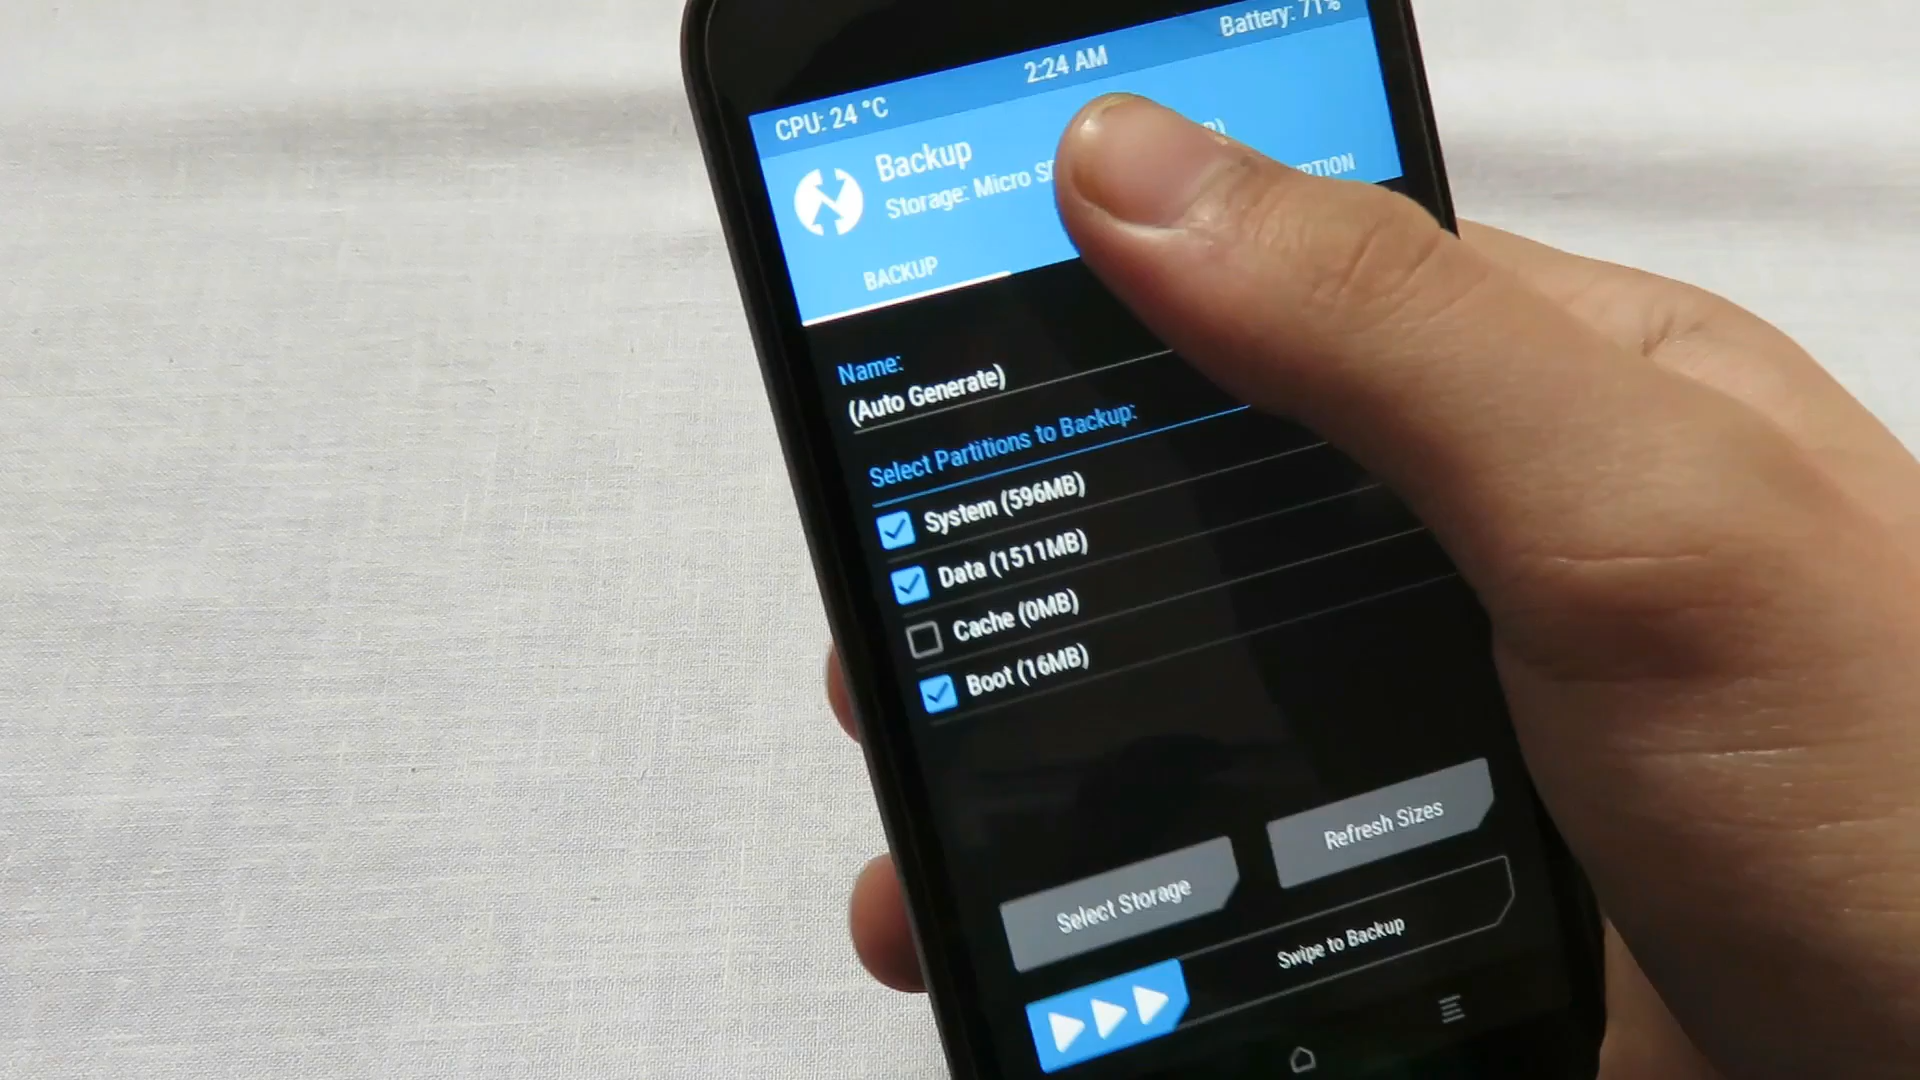 Battery: 71%
2:24 AM
CPU: 24 °C
Backup
Storage: Micro
BACKUP
Name:
(Auto Generate)
Select Partitions to Backup:
System (596MB)
Data (1511MB)
Cache (0MB)
Boot (16MB)
Refresh Sizes
Select Storage
Swipe to Backup